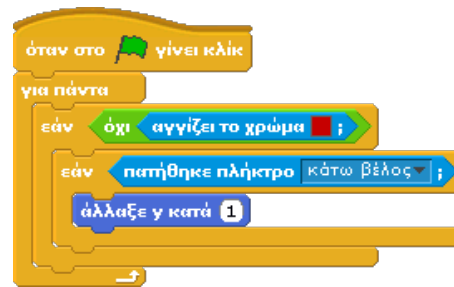 όταν στο γίνει κλικ
για πάντα
εάν όχι αγγίζει το χρώμα ;
εάν πατήθηκε πλήκτρο κάτω βέλος ;
άλλαξε y κατά 1